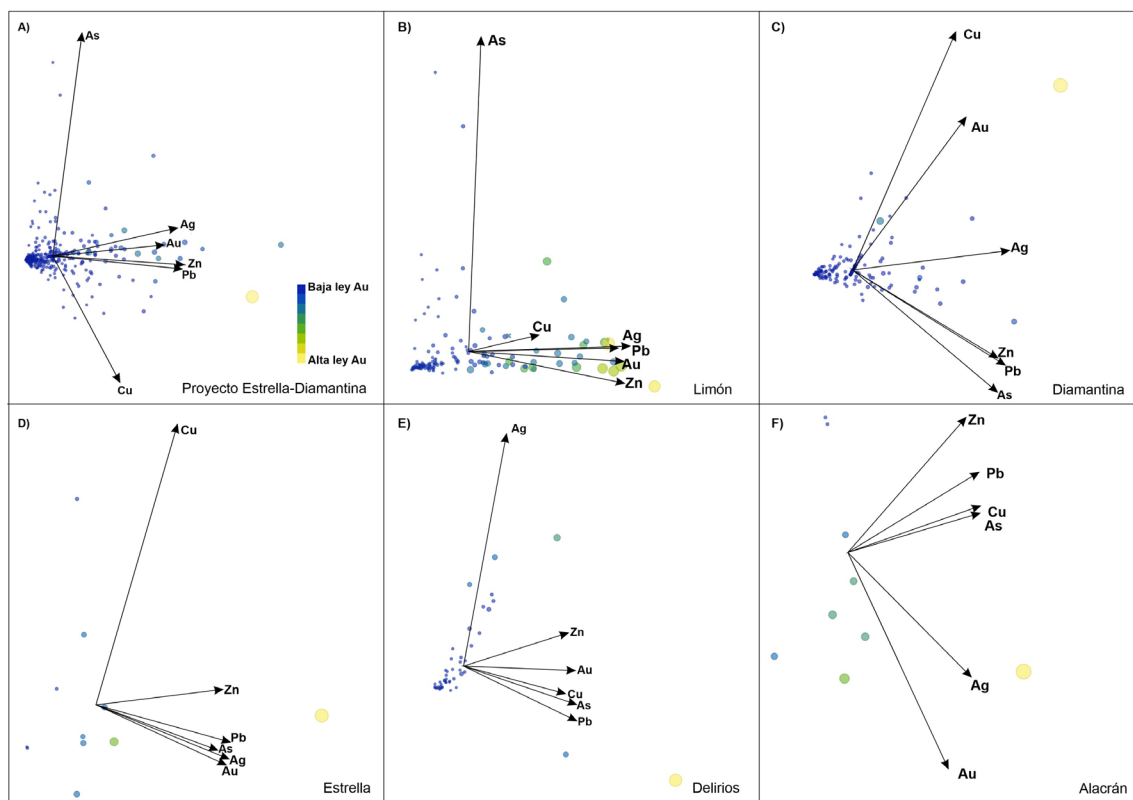 A)
As
Ag
Au
Zn
Pb
Cu
Baja ley Au
Alta ley Au
Proyecto Estrella-Diamantina
B)
As
Cu
Ag
Pb
Au
Zn
Limón
C)
Cu
Au
Ag
Zn
Pb
As
Diamantina
D)
Cu
Zn
Pb
As
Ag
Au
Estrella
E)
Ag
Zn
Au
Cu
As
Pb
Delirios
F)
Zn
Pb
Cu
As
Ag
Au
Alacrán